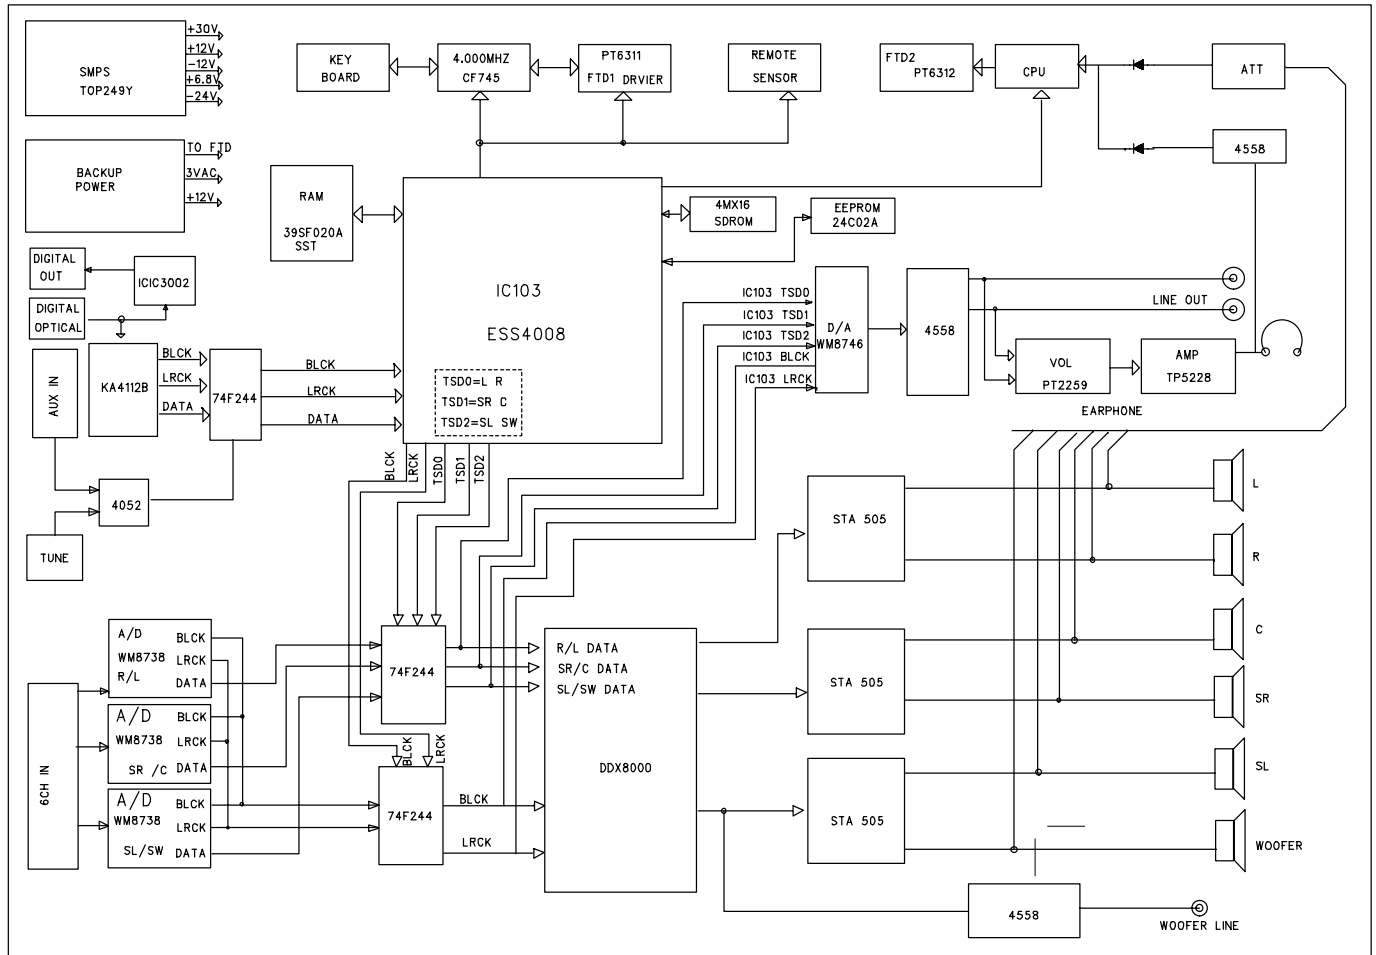 +30V
+12V
-12V
+6.8V
-24V
SMPS
TOP249Y
TO FTD
3VAC
+12V
BACKUP
POWER
KEY
BOARD
4.000MHZ
CF745
PT6311
FTD1 DRVIER
REMOTE
SENSOR
FTD2
PT6312
CPU
ATT
4558
RAM
39SF020A
SST
4MX16
SDROM
EEPROM
24C02A
IC103
ESS4008
TSD0=L R
TSD1=SR C
TSD2=SL SW
DIGITAL
OUT
ICIC3002
DIGITAL
OPTICAL
AUX IN
KA4112B
BLCK
LRCK
DATA
74F244
BLCK
LRCK
DATA
4052
TUNE
IC103 TSD0
IC103 TSD1
IC103 TSD2
IC103 BLCK
IC103 LRCK
D/A
WM8746
4558
LINE OUT
VOL
PT2259
AMP
TP5228
EARPHONE
BLCK
LRCK
TSD0
TSD1
TSD2
STA 505
L
R
STA 505
C
SR
STA 505
SL
WOOFER
A/D
WM8738
R/L
BLCK
LRCK
DATA
A/D
WM8738
SR /C
BLCK
LRCK
DATA
A/D
WM8738
SL/SW
BLCK
LRCK
DATA
6CH IN
74F244
BLCK
LRCK
74F244
BLCK
LRCK
R/L DATA
SR/C DATA
SL/SW DATA
DDX8000
4558
WOOFER LINE